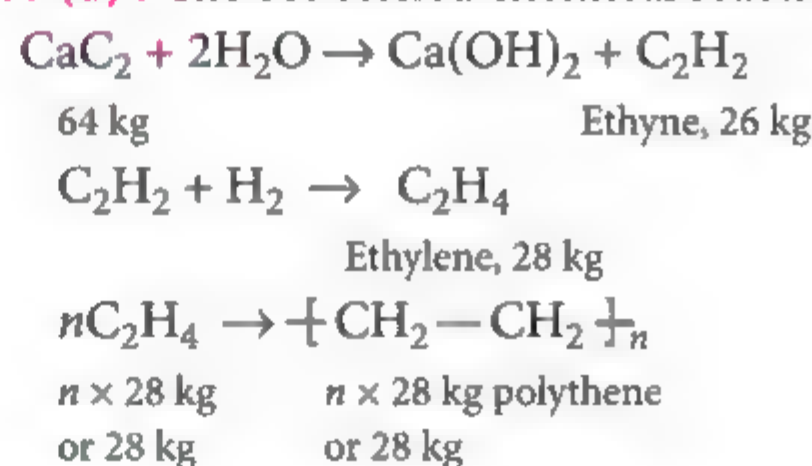 CaC₂ + 2H₂O → Ca(OH)₂ + C₂H₂
64 kg Ethyne, 26 kg
C₂H₂ + H₂ → C₂H₄
Ethylene, 28 kg
nC₂H₄ → ⁅CH₂—CH₂⁆ₙ
n × 28 kg n × 28 kg polythene
or 28 kg or 28 kg